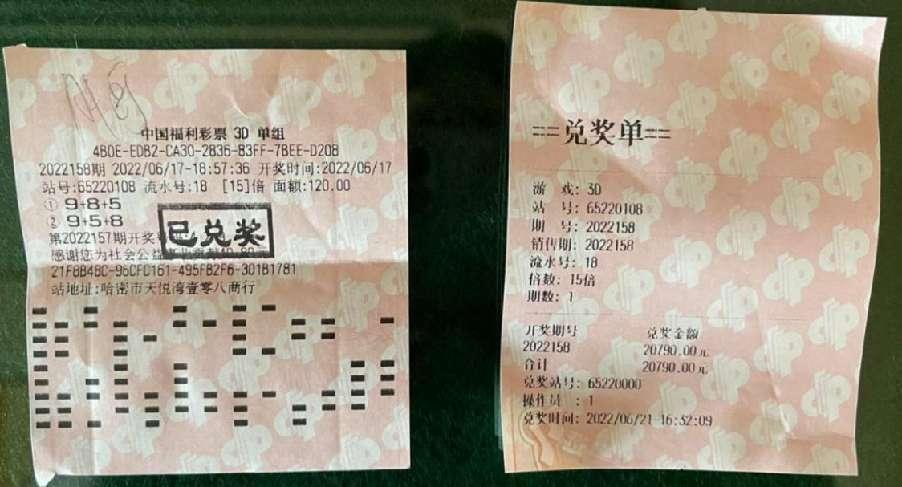 中国福利彩票 3D 单组
4B0E-EDB2-CA30-2B36-83FF-7BEE-D208
2022158期 2022/06/17-18:57:36 开奖时间:2022/06/17
站号:65220108 流水号:18 [15]倍 面额:120.00
① 9+8+5
② 9+5+8
已兑奖
第2022157期开奖
感谢您为社会公益
站地址:哈密市天悦湾壹零八商行
==兑奖单==
游 戏: 3D
站 号: 65220108
期 号: 2022158
销售期: 2022158
流水号: 18
倍数: 15倍
期数: 1
开奖期号 兑奖金额
2022158 20790.00元
合计 20790.00元
兑奖站号: 65220000
操作员 : 1
兑奖时间: 2022/06/21-16:32:09